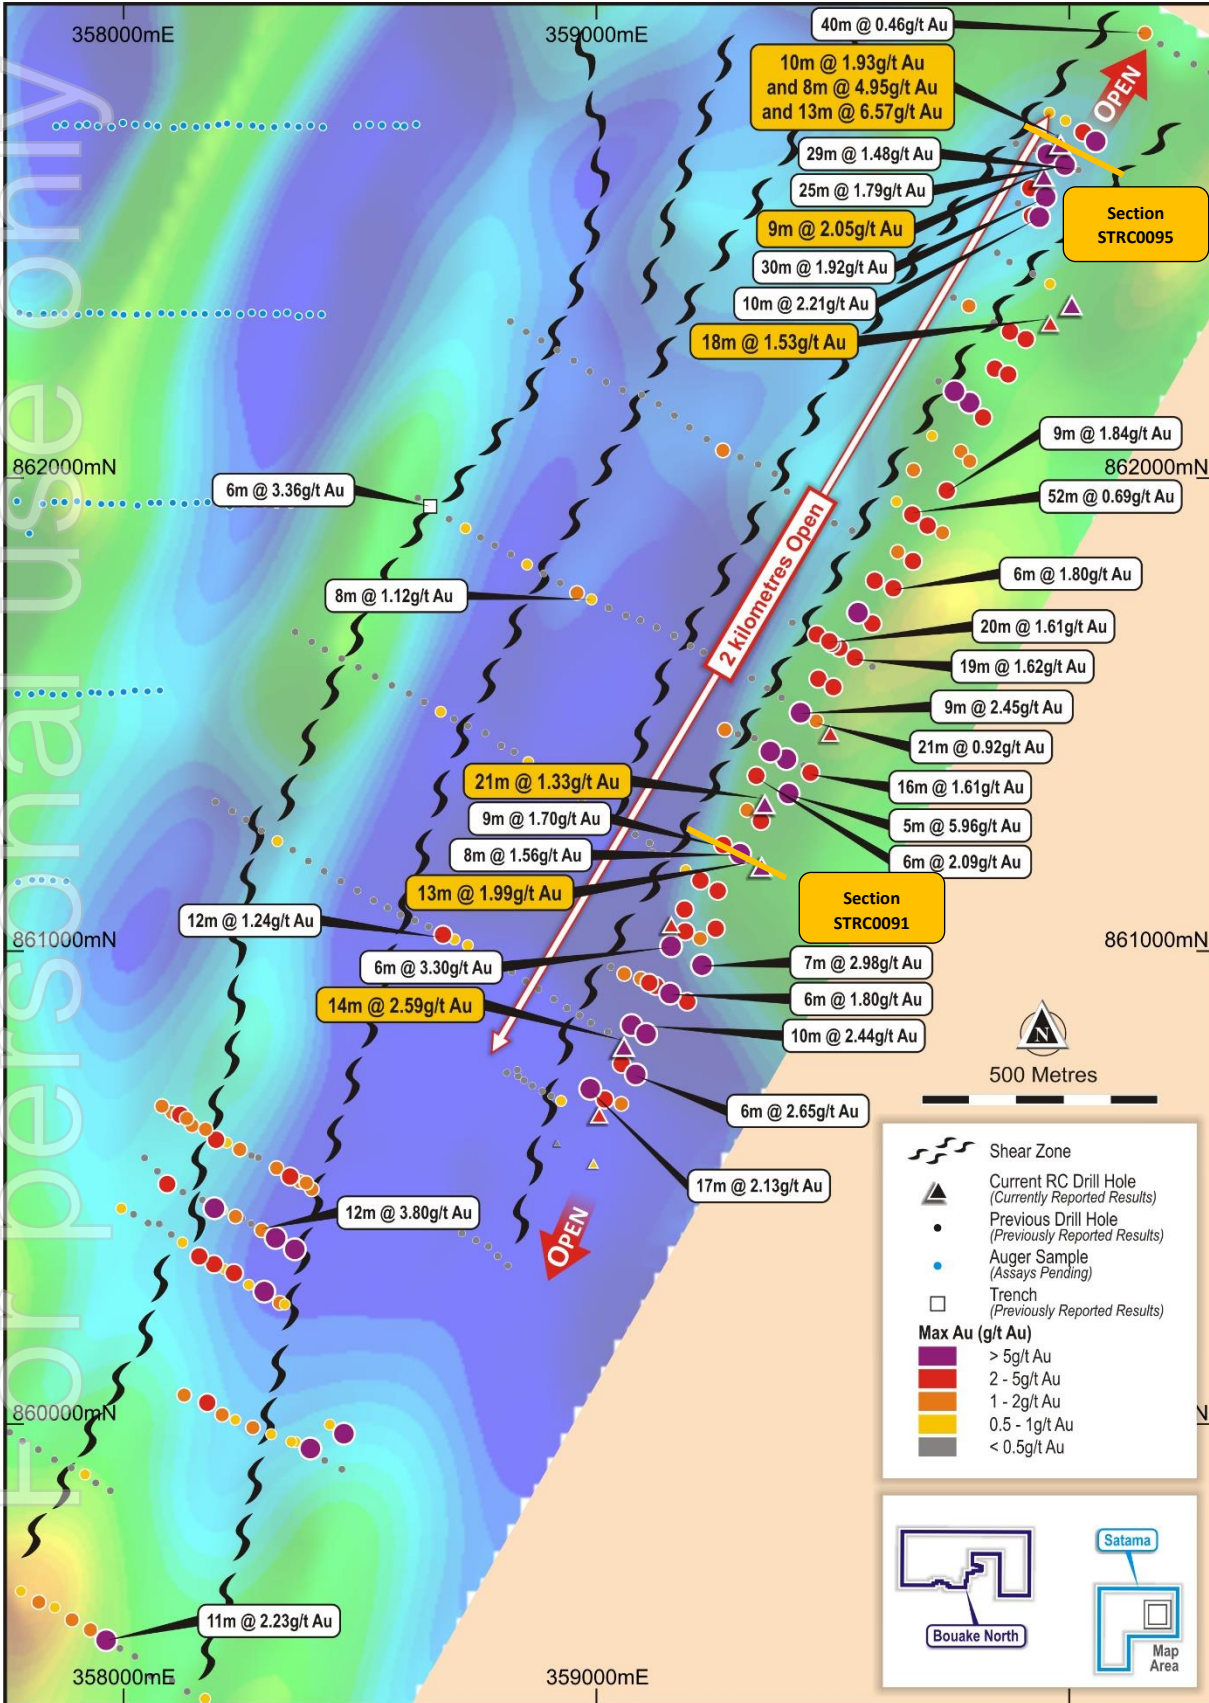 For personal use only
358000mE
359000mE
40m @ 0.46g/t Au
10m @ 1.93g/t Au
and 8m @ 4.95g/t Au
and 13m @ 6.57g/t Au
OPEN
29m @ 1.48g/t Au
25m @ 1.79g/t Au
9m @ 2.05g/t Au
Section
STRC0095
30m @ 1.92g/t Au
10m @ 2.21g/t Au
18m @ 1.53g/t Au
9m @ 1.84g/t Au
862000mN
862000mN
6m @ 3.36g/t Au
52m @ 0.69g/t Au
2 kilometres Open
6m @ 1.80g/t Au
8m @ 1.12g/t Au
20m @ 1.61g/t Au
19m @ 1.62g/t Au
9m @ 2.45g/t Au
21m @ 0.92g/t Au
21m @ 1.33g/t Au
16m @ 1.61g/t Au
9m @ 1.70g/t Au
5m @ 5.96g/t Au
8m @ 1.56g/t Au
6m @ 2.09g/t Au
13m @ 1.99g/t Au
Section
STRC0091
12m @ 1.24g/t Au
861000mN
861000mN
6m @ 3.30g/t Au
7m @ 2.98g/t Au
14m @ 2.59g/t Au
6m @ 1.80g/t Au
10m @ 2.44g/t Au
N
500 Metres
6m @ 2.65g/t Au
17m @ 2.13g/t Au
12m @ 3.80g/t Au
OPEN
Shear Zone
Current RC Drill Hole
(Currently Reported Results)
Previous Drill Hole
(Previously Reported Results)
Auger Sample
(Assays Pending)
Trench
(Previously Reported Results)
Max Au (g/t Au)
> 5g/t Au
2 - 5g/t Au
1 - 2g/t Au
0.5 - 1g/t Au
< 0.5g/t Au
860000mN
N
Satama
Bouake North
Map
Area
11m @ 2.23g/t Au
358000mE
359000mE